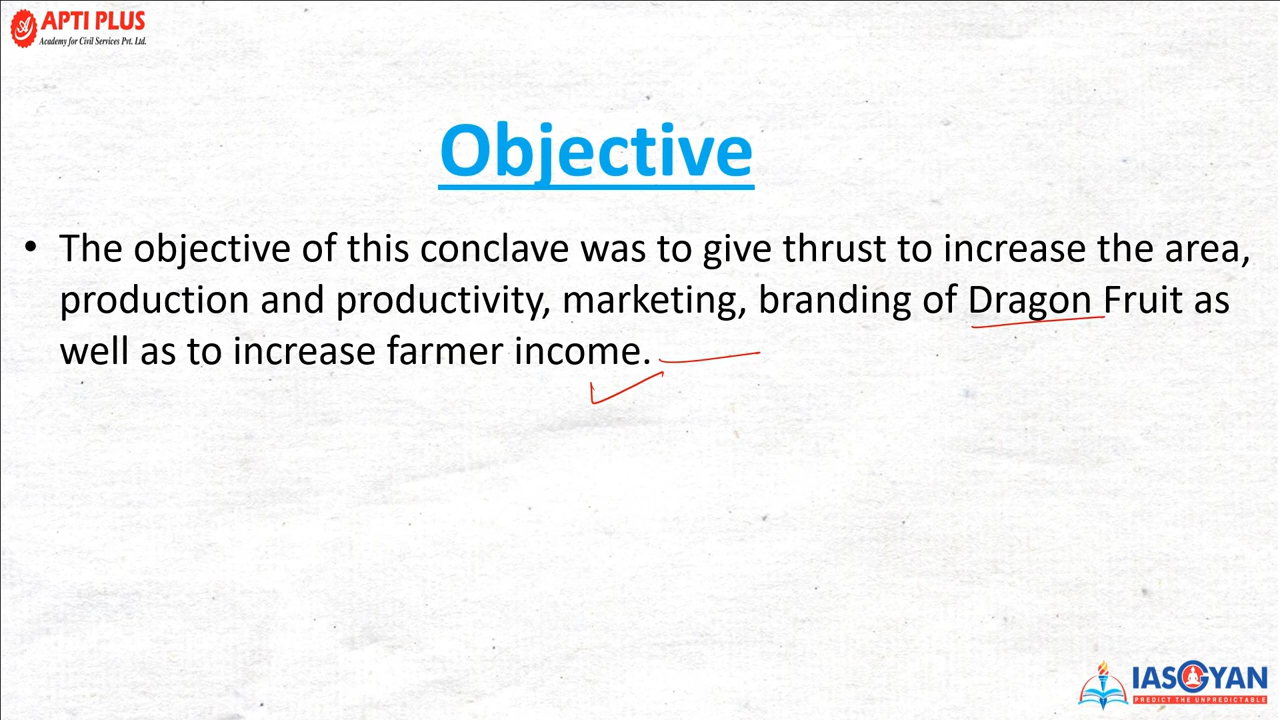 APTI PLUS
Academy for Civil Services Pvt. Ltd.
Objective
• The objective of this conclave was to give thrust to increase the area,
production and productivity, marketing, branding of Dragon Fruit as
well as to increase farmer income.
IASGYAN
PREDICT THE UNPREDICTABLE